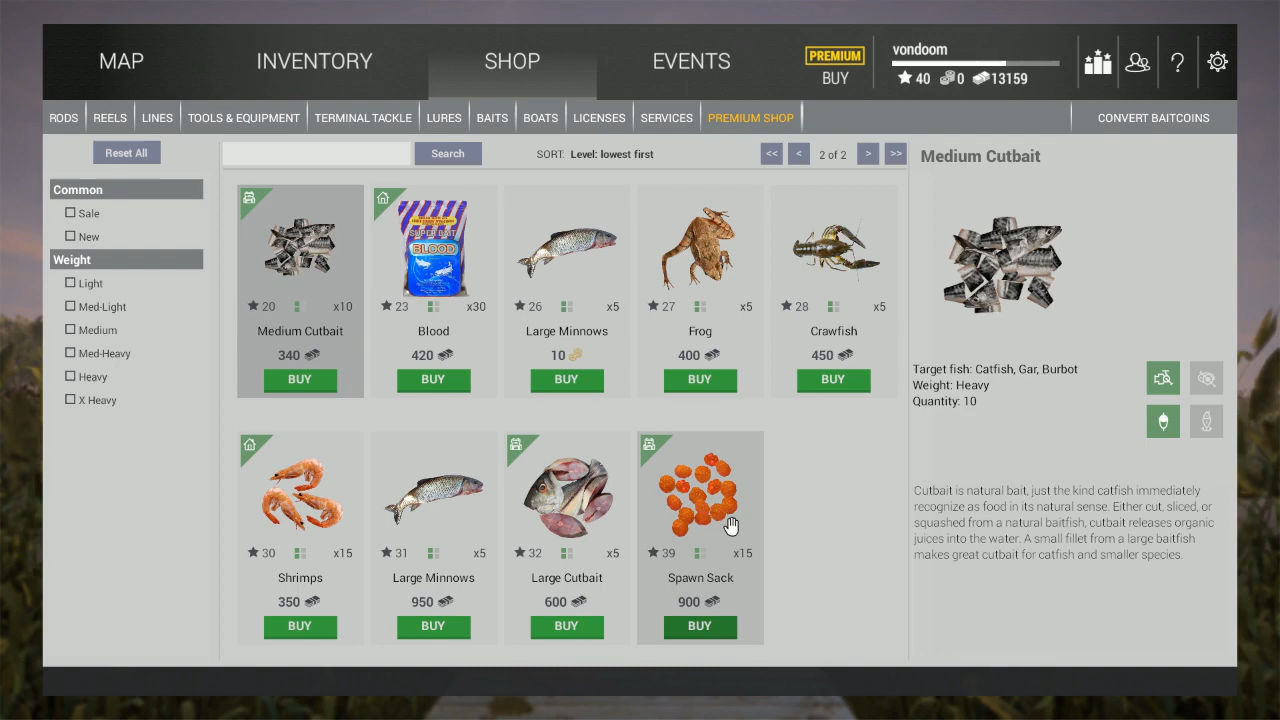 MAP
INVENTORY
SHOP
EVENTS
PREMIUM
BUY
vondoom
40 0 13159
?
RODS
REELS
LINES
TOOLS & EQUIPMENT
TERMINAL TACKLE
LURES
BAITS
BOATS
LICENSES
SERVICES
PREMIUM SHOP
CONVERT BAITCOINS
Reset All
Search
SORT: Level: lowest first
<<
<
2 of 2
>
>>
Medium Cutbait
Common
Sale
New
Weight
Light
Med-Light
Medium
Med-Heavy
Heavy
X Heavy
SUPER BAIT
BLOOD
20 x10
Medium Cutbait
340
BUY
23 x30
Blood
420
BUY
26 x5
Large Minnows
10
BUY
27 x5
Frog
400
BUY
28 x5
Crawfish
450
BUY
30 x15
Shrimps
350
BUY
31 x5
Large Minnows
950
BUY
32 x5
Large Cutbait
600
BUY
39 x15
Spawn Sack
900
BUY
Target fish: Catfish, Gar, Burbot
Weight: Heavy
Quantity: 10
Cutbait is natural bait, just the kind catfish immediately
recognize as food in its natural sense. Either cut, sliced, or
squashed from a natural baitfish, cutbait releases organic
juices into the water. A small fillet from a large baitfish
makes great cutbait for catfish and smaller species.